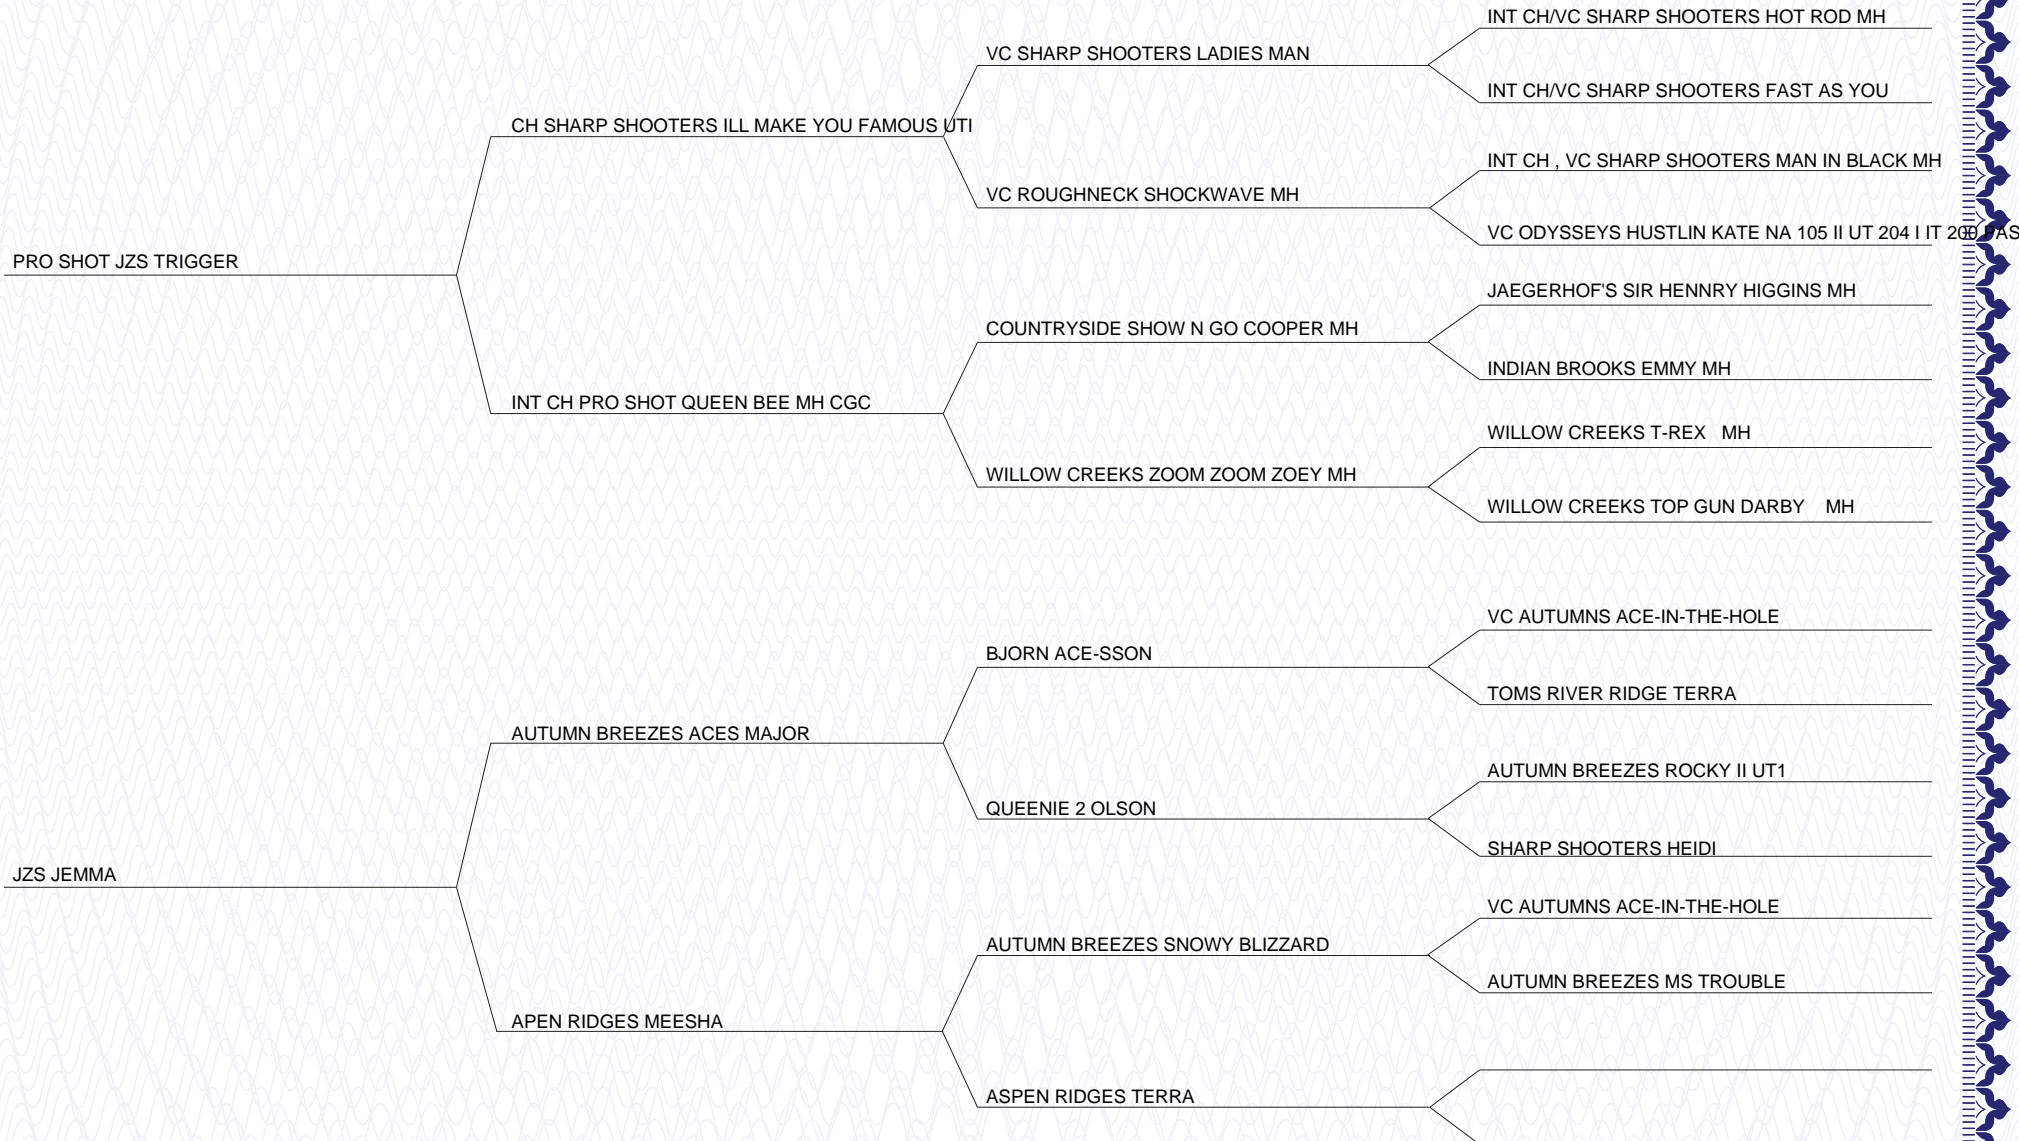 INT CH/VC SHARP SHOOTERS HOT ROD MH
VC SHARP SHOOTERS LADIES MAN
INT CH/VC SHARP SHOOTERS FAST AS YOU
CH SHARP SHOOTERS ILL MAKE YOU FAMOUS UTI
INT CH , VC SHARP SHOOTERS MAN IN BLACK MH
VC ROUGHNECK SHOCKWAVE MH
VC ODYSSEYS HUSTLIN KATE NA 105 II UT 204 I IT 200 PAS
PRO SHOT JZS TRIGGER
JAEGERHOF'S SIR HENNRY HIGGINS MH
COUNTRYSIDE SHOW N GO COOPER MH
INDIAN BROOKS EMMY MH
INT CH PRO SHOT QUEEN BEE MH CGC
WILLOW CREEKS T-REX MH
WILLOW CREEKS ZOOM ZOOM ZOEY MH
WILLOW CREEKS TOP GUN DARBY MH
VC AUTUMNS ACE-IN-THE-HOLE
BJORN ACE-SSON
TOMS RIVER RIDGE TERRA
AUTUMN BREEZES ACES MAJOR
AUTUMN BREEZES ROCKY II UT1
QUEENIE 2 OLSON
SHARP SHOOTERS HEIDI
JZS JEMMA
VC AUTUMNS ACE-IN-THE-HOLE
AUTUMN BREEZES SNOWY BLIZZARD
AUTUMN BREEZES MS TROUBLE
APEN RIDGES MEESHA
ASPEN RIDGES TERRA